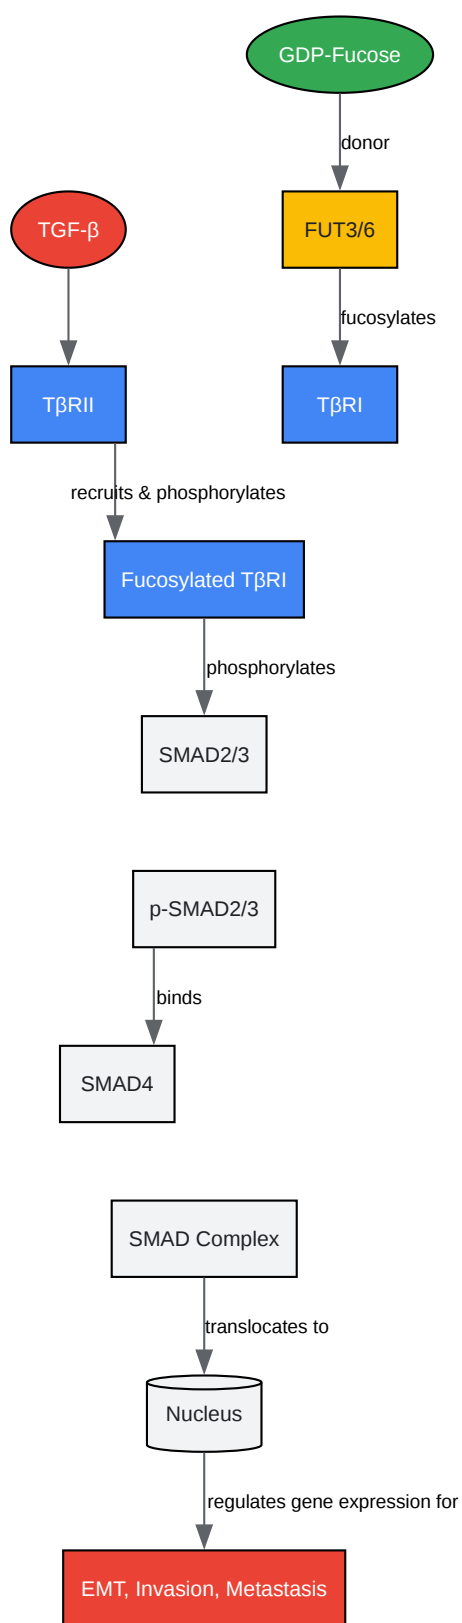 GDP-Fucose
donor
TGF-β
FUT3/6
fucosylates
TβRII
TβRI
recruits & phosphorylates
Fucosylated TβRI
phosphorylates
SMAD2/3
p-SMAD2/3
binds
SMAD4
SMAD Complex
translocates to
Nucleus
regulates gene expression for
EMT, Invasion, Metastasis